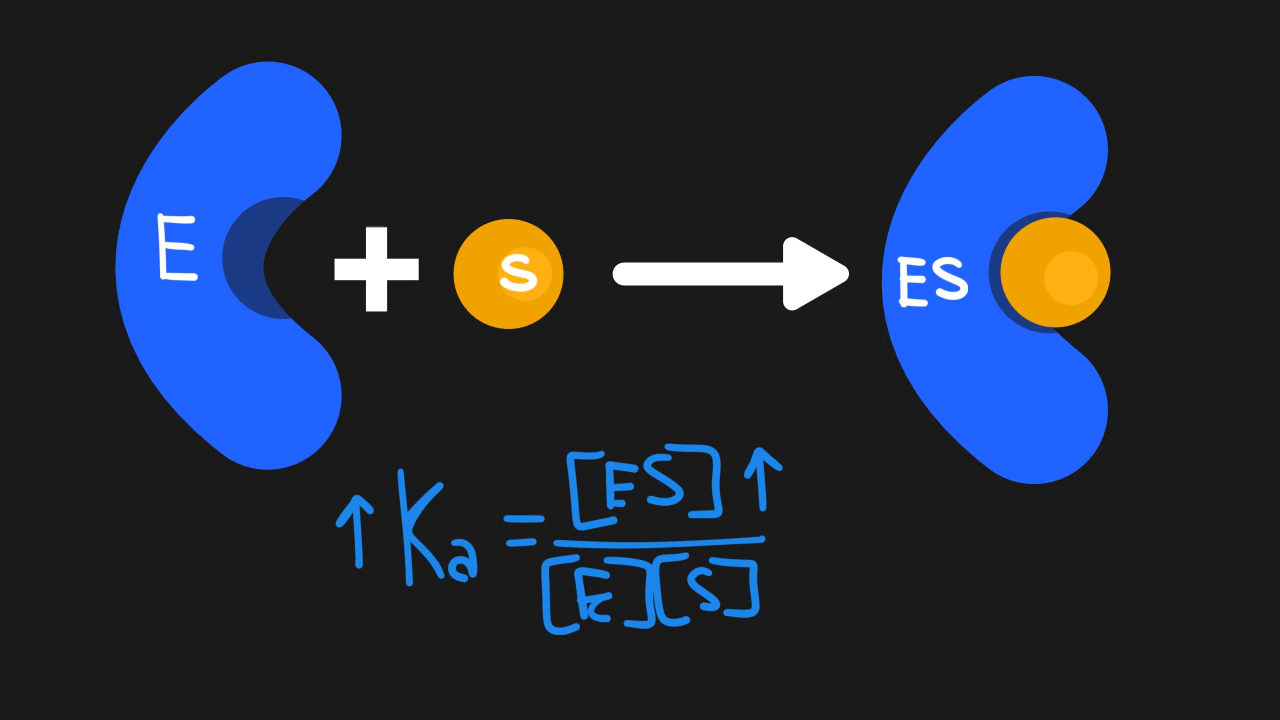 E + S → ES
↑ Ka = [ES] ↑
[E][S]